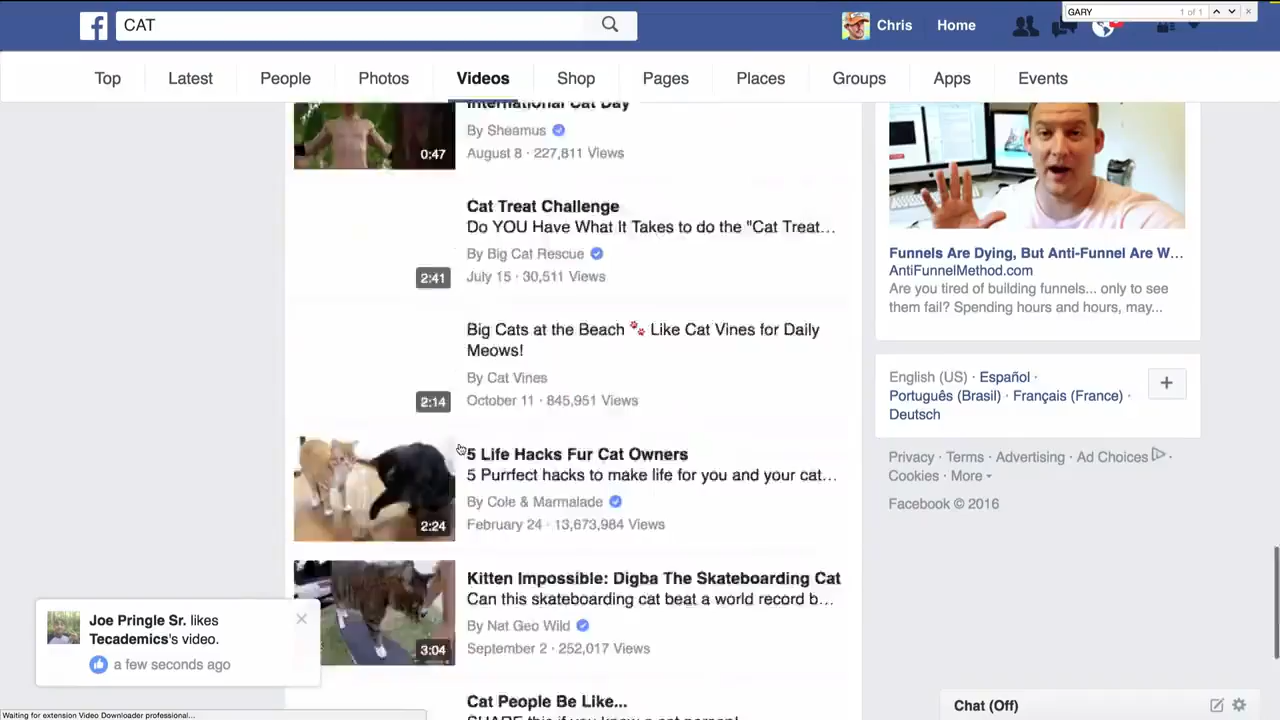 GARY 1 of 1
f CAT Chris Home
Top Latest People Photos Videos Shop Pages Places Groups Apps Events
International Cat Day
By Sheamus
August 8 · 227,811 Views
0:47
Cat Treat Challenge
Do YOU Have What It Takes to do the "Cat Treat...
By Big Cat Rescue
July 15 · 30,511 Views
2:41
Big Cats at the Beach 🐾 Like Cat Vines for Daily
Meows!
By Cat Vines
October 11 · 845,951 Views
2:14
5 Life Hacks Fur Cat Owners
5 Purrfect hacks to make life for you and your cat...
By Cole & Marmalade
February 24 · 13,673,984 Views
2:24
Kitten Impossible: Digba The Skateboarding Cat
Can this skateboarding cat beat a world record b...
By Nat Geo Wild
September 2 · 252,017 Views
3:04
Cat People Be Like...
SHARE this if you know a cat person!
Funnels Are Dying, But Anti-Funnel Are W...
AntiFunnelMethod.com
Are you tired of building funnels... only to see
them fail? Spending hours and hours, may...
English (US) · Español ·
Português (Brasil) · Français (France) ·
Deutsch
+
Privacy · Terms · Advertising · Ad Choices ·
Cookies · More
Facebook © 2016
Joe Pringle Sr. likes
Tecademics's video.
a few seconds ago
Waiting for extension Video Downloader professional...
Chat (Off)